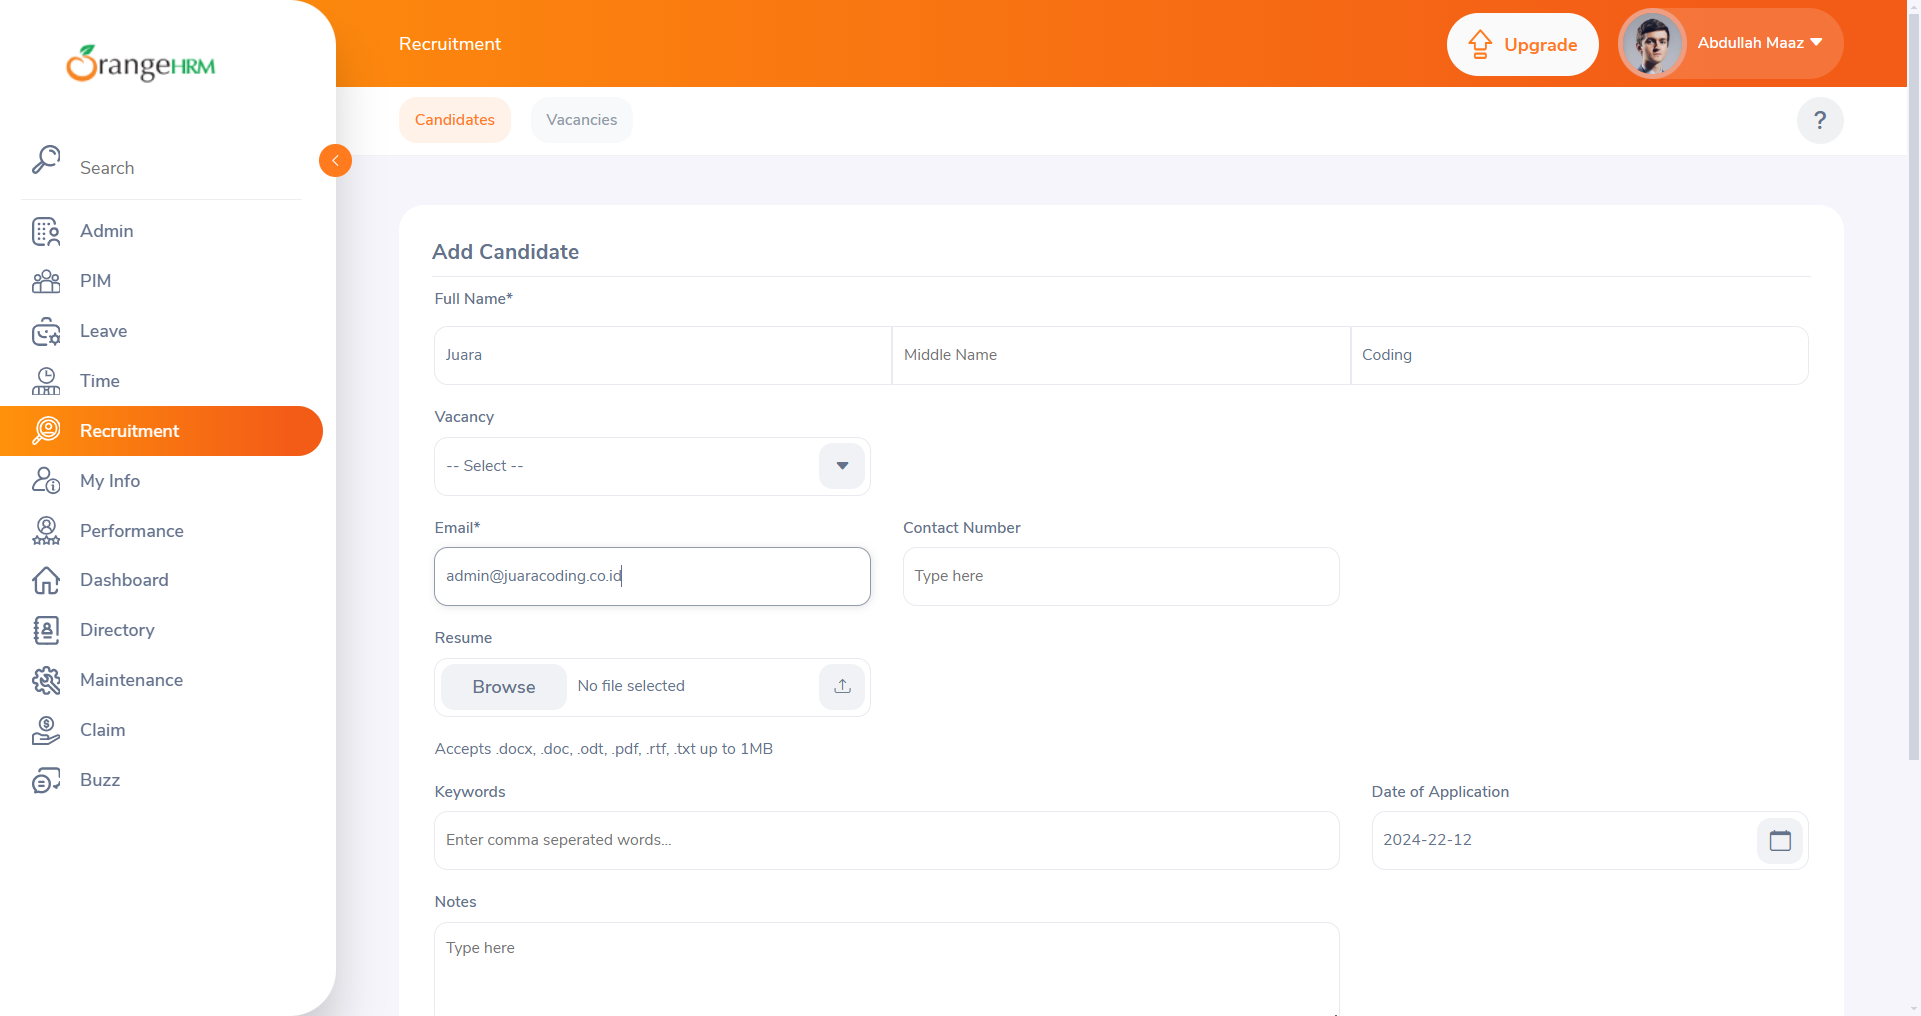 OrangeHRM
Search
Admin
PIM
Leave
Time
Recruitment
My Info
Performance
Dashboard
Directory
Maintenance
Claim
Buzz
Recruitment
Upgrade
Abdullah Maaz
Candidates
Vacancies
?
Add Candidate
Full Name*
Juara
Middle Name
Coding
Vacancy
-- Select --
Email*
Contact Number
admin@juaracoding.co.id
Type here
Resume
Browse
No file selected
Accepts .docx, .doc, .odt, .pdf, .rtf, .txt up to 1MB
Keywords
Date of Application
Enter comma seperated words...
2024-22-12
Notes
Type here